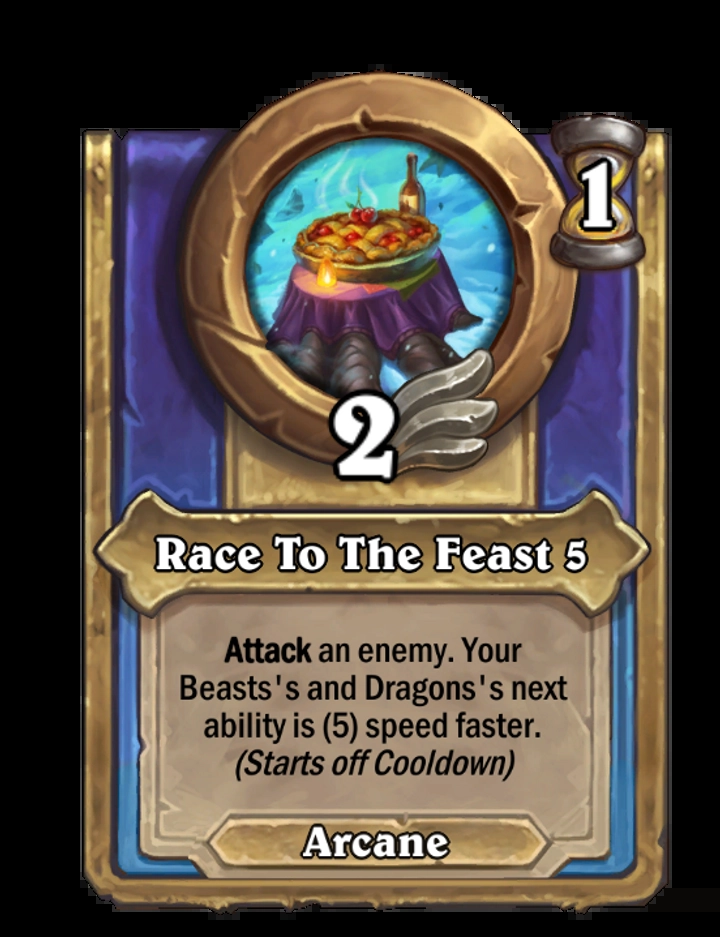 1
2
Race To The Feast 5
Attack an enemy. Your
Beasts's and Dragons's next
ability is (5) speed faster.
(Starts off Cooldown)
Arcane